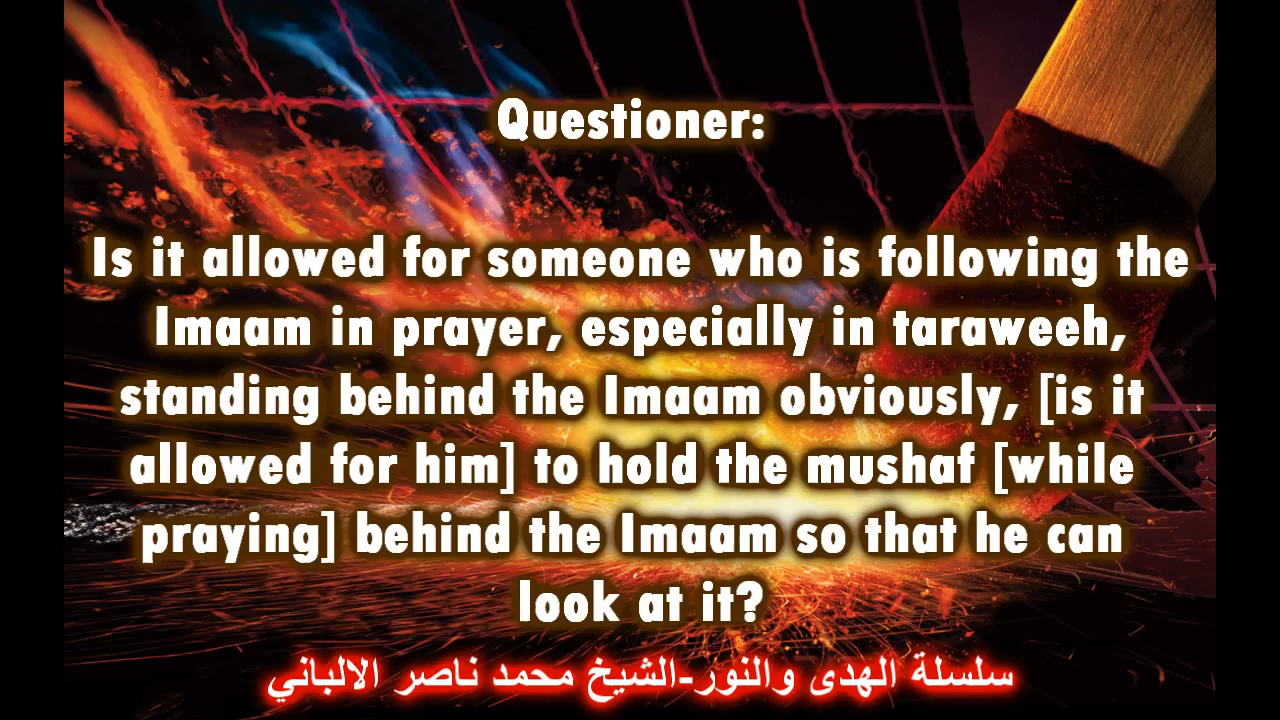 Questioner:
Is it allowed for someone who is following the
Imaam in prayer, especially in taraweeh,
standing behind the Imaam obviously, [is it
allowed for him] to hold the mushaf [while
praying] behind the Imaam so that he can
look at it?
سلسلة الهدى والنور-الشيخ محمد ناصر الالباني